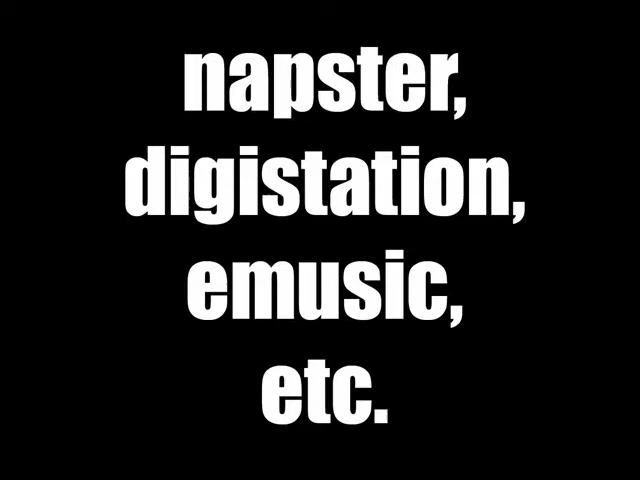 napster,
digistation,
emusic,
etc.